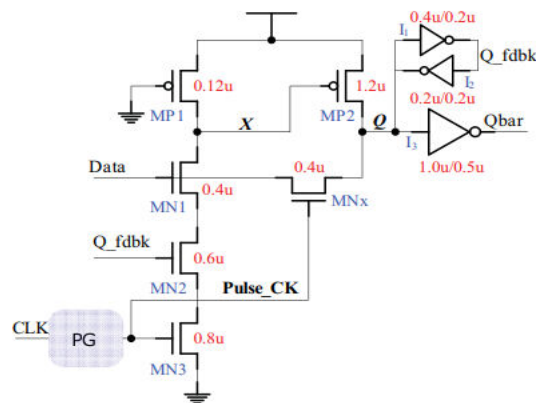 0.4u/0.2u
I1
Q_fdbk
I2
0.2u/0.2u
0.12u
MP1
X
1.2u
MP2
Q
Qbar
I3
1.0u/0.5u
Data
0.4u
MN1
0.4u
MNx
Q_fdbk
0.6u
MN2
Pulse_CK
CLK
PG
0.8u
MN3